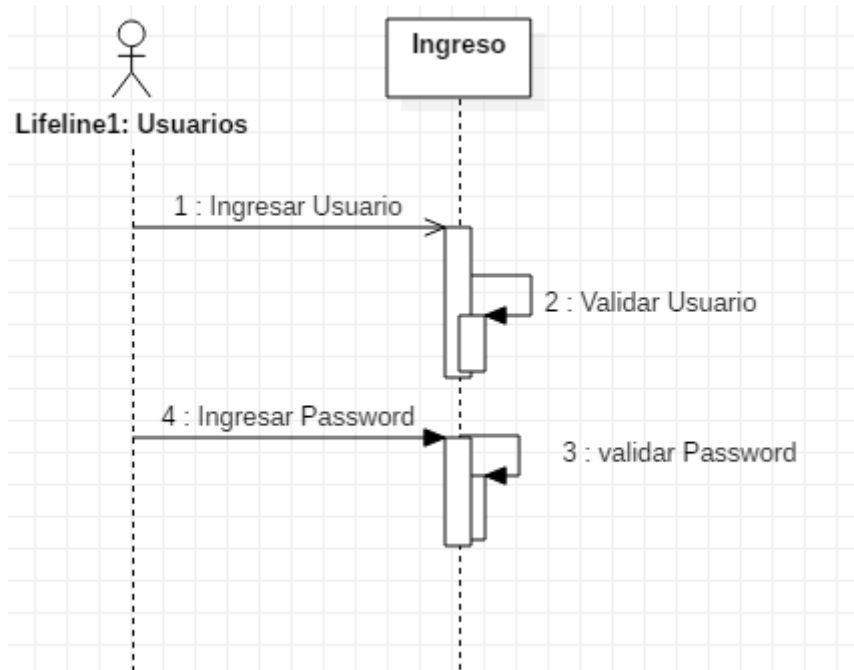 Ingreso
Lifeline1: Usuarios
1 : Ingresar Usuario
2 : Validar Usuario
4 : Ingresar Password
3 : validar Password